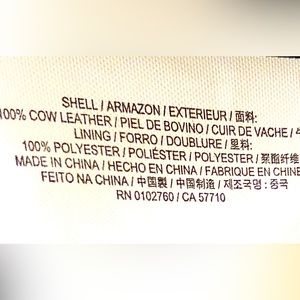 SHELL / ARMAZON / EXTERIEUR / 面料:
100% COW LEATHER / PIEL DE BOVINO / CUIR DE VACHE /
LINING / FORRO / DOUBLURE / 里料:
100% POLYESTER / POLIÉSTER / POLYESTER / 聚酯纤维
MADE IN CHINA / HECHO EN CHINA / FABRIQUE EN CHINE
FEITO NA CHINA / 中國製 / 中国制造 / 제조국명 : 중국
RN 0102760 / CA 57710